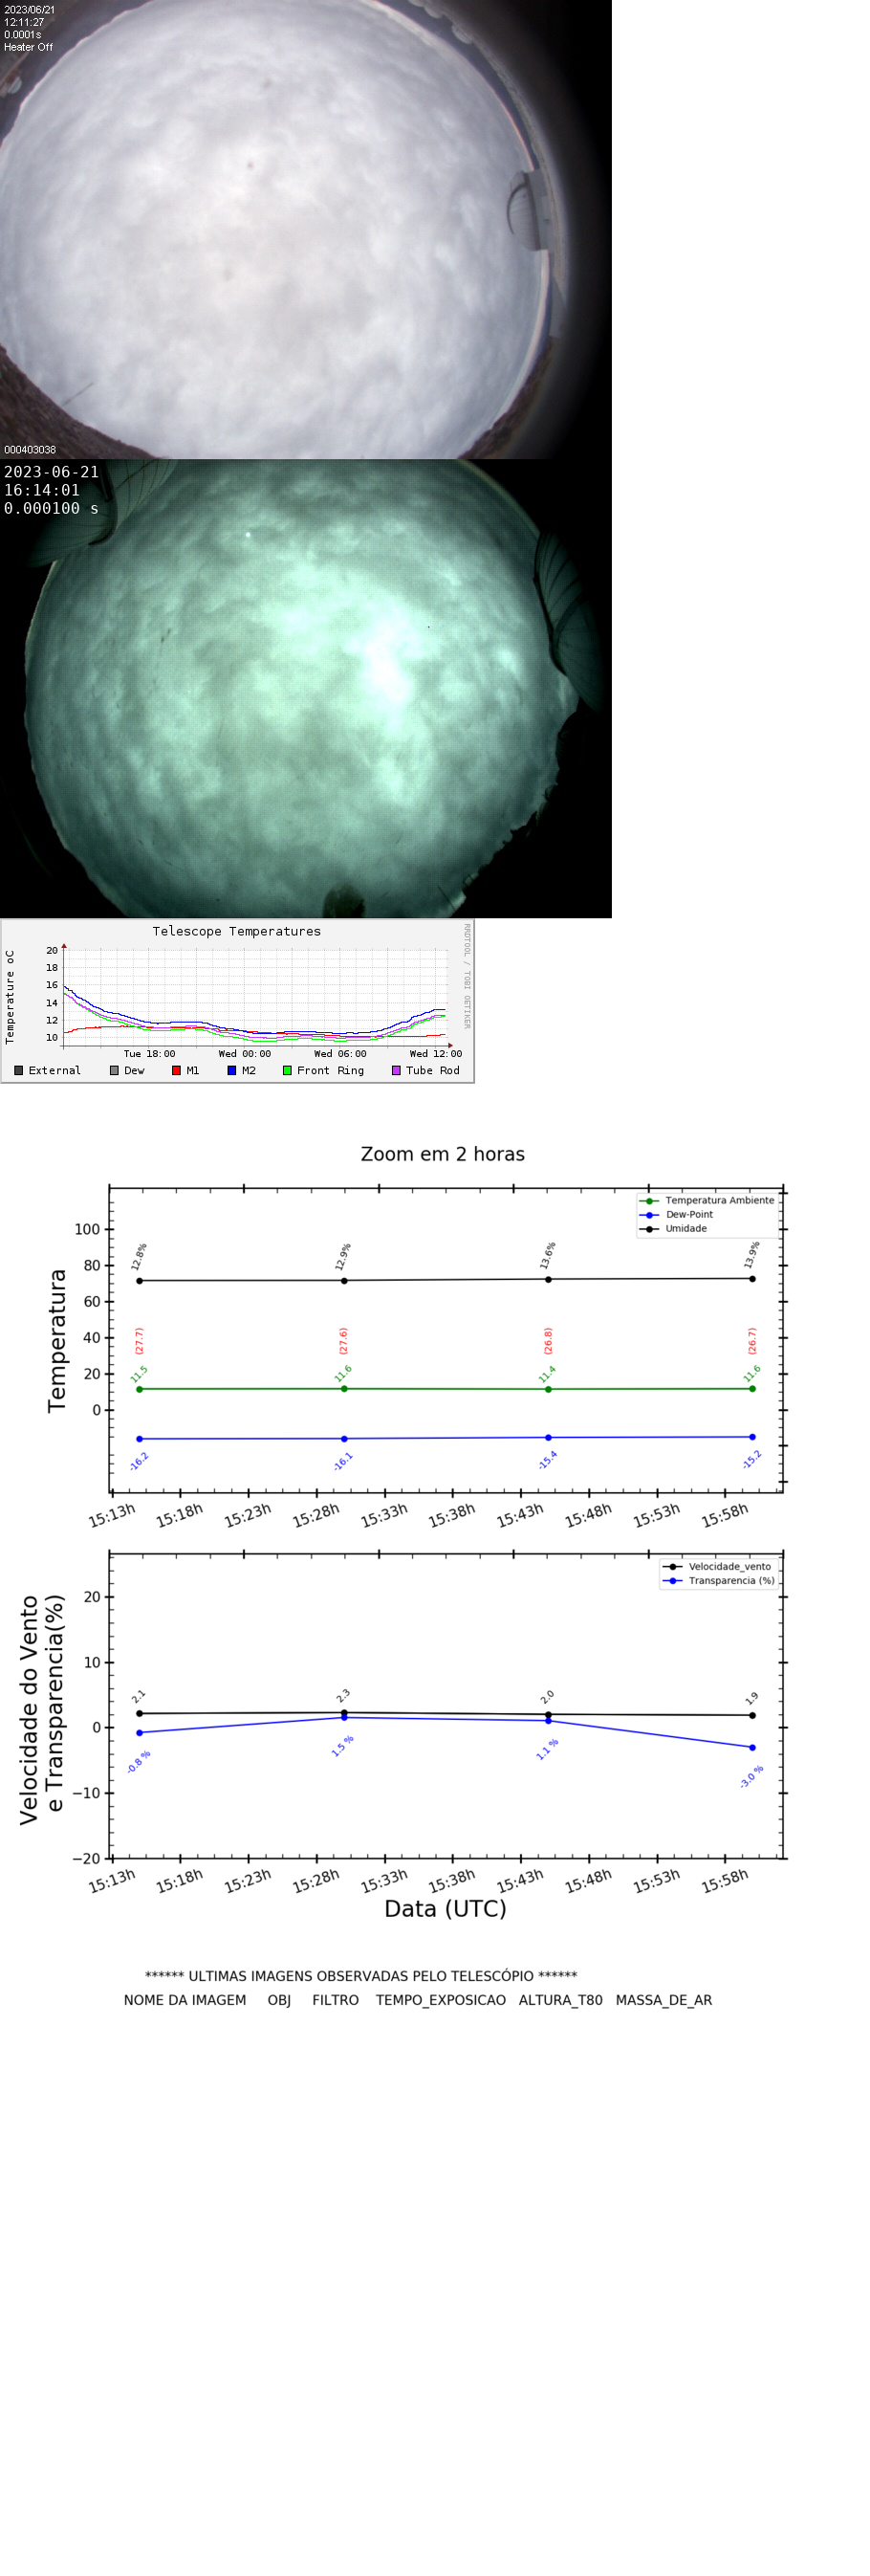 2023/06/21
12:11:27
0.0001s
Heater Off
000403038
2023-06-21
16:14:01
0.000100 s
Telescope Temperatures
RRDTOOL / TOBI OETIKER
Temperature oC
20
18
16
14
12
10
Tue 18:00 Wed 00:00 Wed 06:00 Wed 12:00
External Dew M1 M2 Front Ring Tube Rod
Zoom em 2 horas
Temperatura
100
80
60
40
20
0
Temperatura Ambiente
Dew-Point
Umidade
12.8% 12.9% 13.6% 13.9%
(27.7) (27.6) (26.8) (26.7)
11.5 11.6 11.4 11.6
-16.2 -16.1 -15.4 -15.2
15:13h 15:18h 15:23h 15:28h 15:33h 15:38h 15:43h 15:48h 15:53h 15:58h
Velocidade do Vento
e Transparencia(%)
20
10
0
−10
−20
Velocidade_vento
Transparencia (%)
2.1 2.3 2.0 1.9
-0.8 % 1.5 % 1.1 % -3.0 %
15:13h 15:18h 15:23h 15:28h 15:33h 15:38h 15:43h 15:48h 15:53h 15:58h
Data (UTC)
****** ULTIMAS IMAGENS OBSERVADAS PELO TELESCÓPIO ******
NOME DA IMAGEM OBJ FILTRO TEMPO_EXPOSICAO ALTURA_T80 MASSA_DE_AR